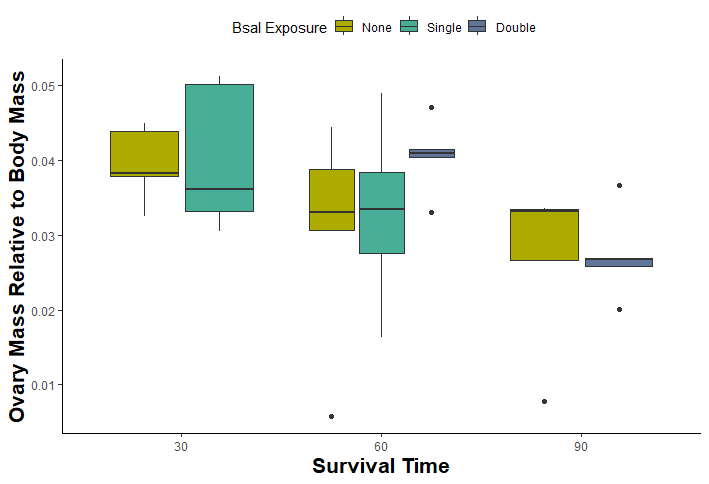 Bsal Exposure None Single Double
Ovary Mass Relative to Body Mass
0.05
0.04
0.03
0.02
0.01
30 60 90
Survival Time